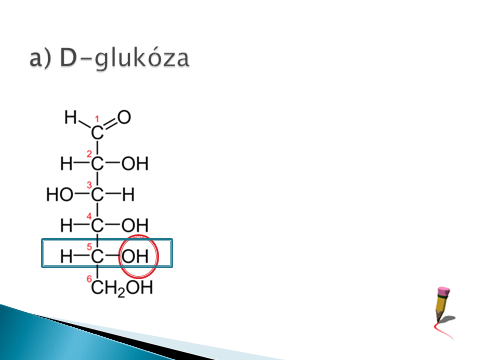 a) D-glukóza
H 1 O
C
2
H-C-OH
3
HO-C-H
4
H-C-OH
5
H-C-OH
6
CH₂OH